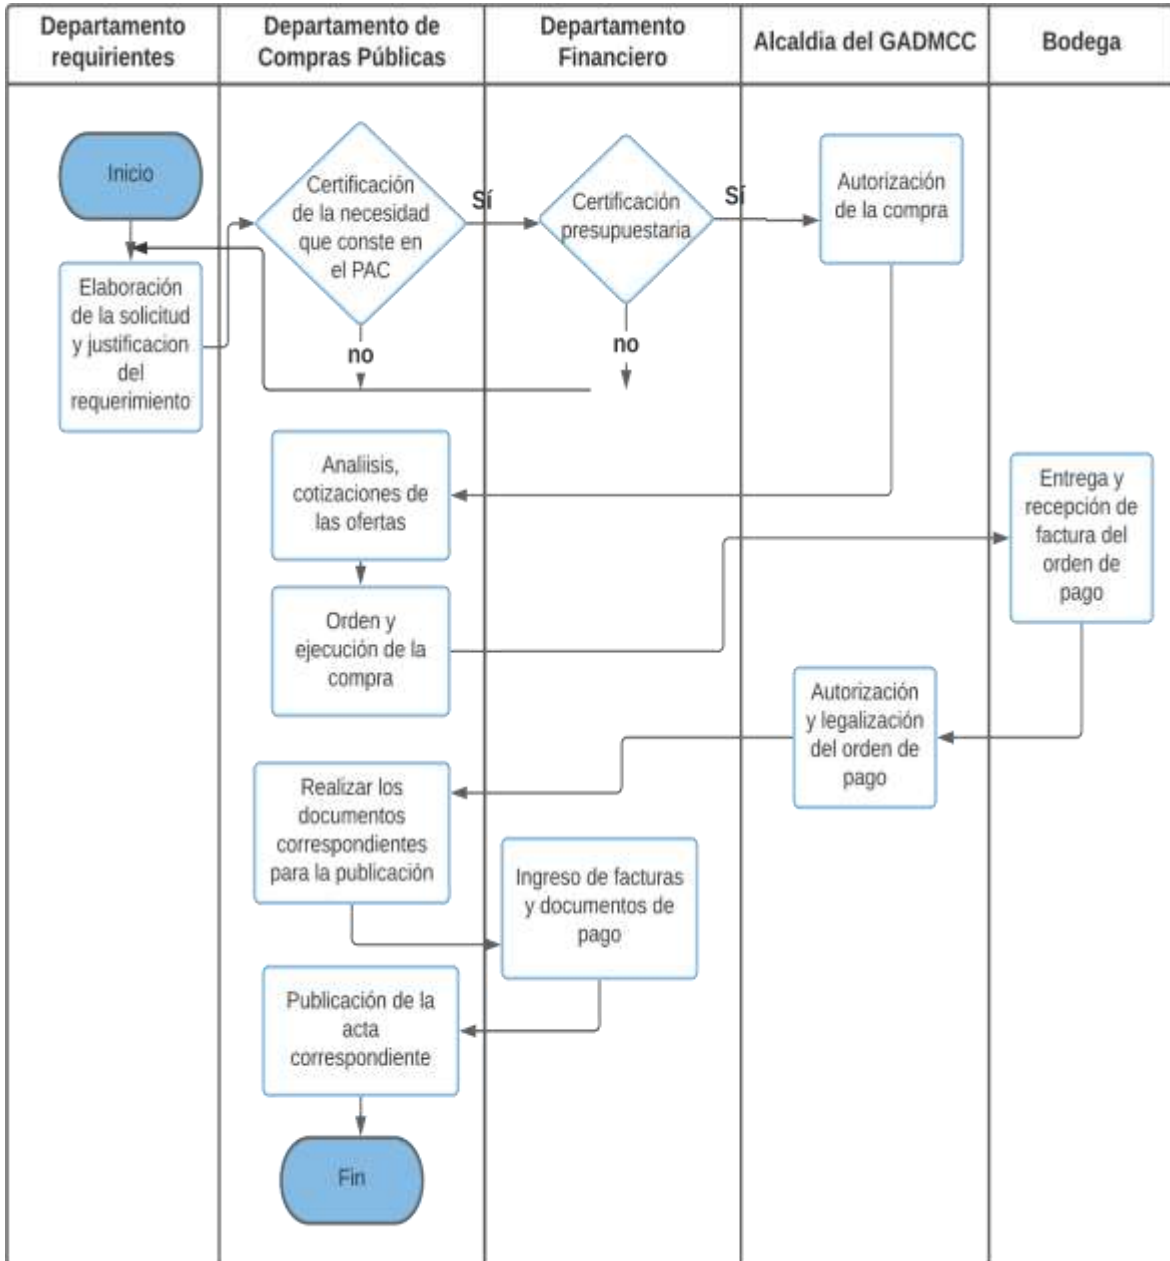 Departamento
requirientes
Departamento de
Compras Públicas
Departamento
Financiero
Alcaldia del GADMCC
Bodega
Inicio
Certificación
de la necesidad
que conste en
el PAC
Sí
Certificación
presupuestaria
Sí
Autorización
de la compra
Elaboración
de la solicitud
y justificacion
del
requerimiento
no
no
Analiisis,
cotizaciones de
las ofertas
Entrega y
recepción de
factura del
orden de
pago
Orden y
ejecución de la
compra
Autorización
y legalización
del orden de
pago
Realizar los
documentos
correspondientes
para la publicación
Ingreso de facturas
y documentos de
pago
Publicación de la
acta
correspondiente
Fin